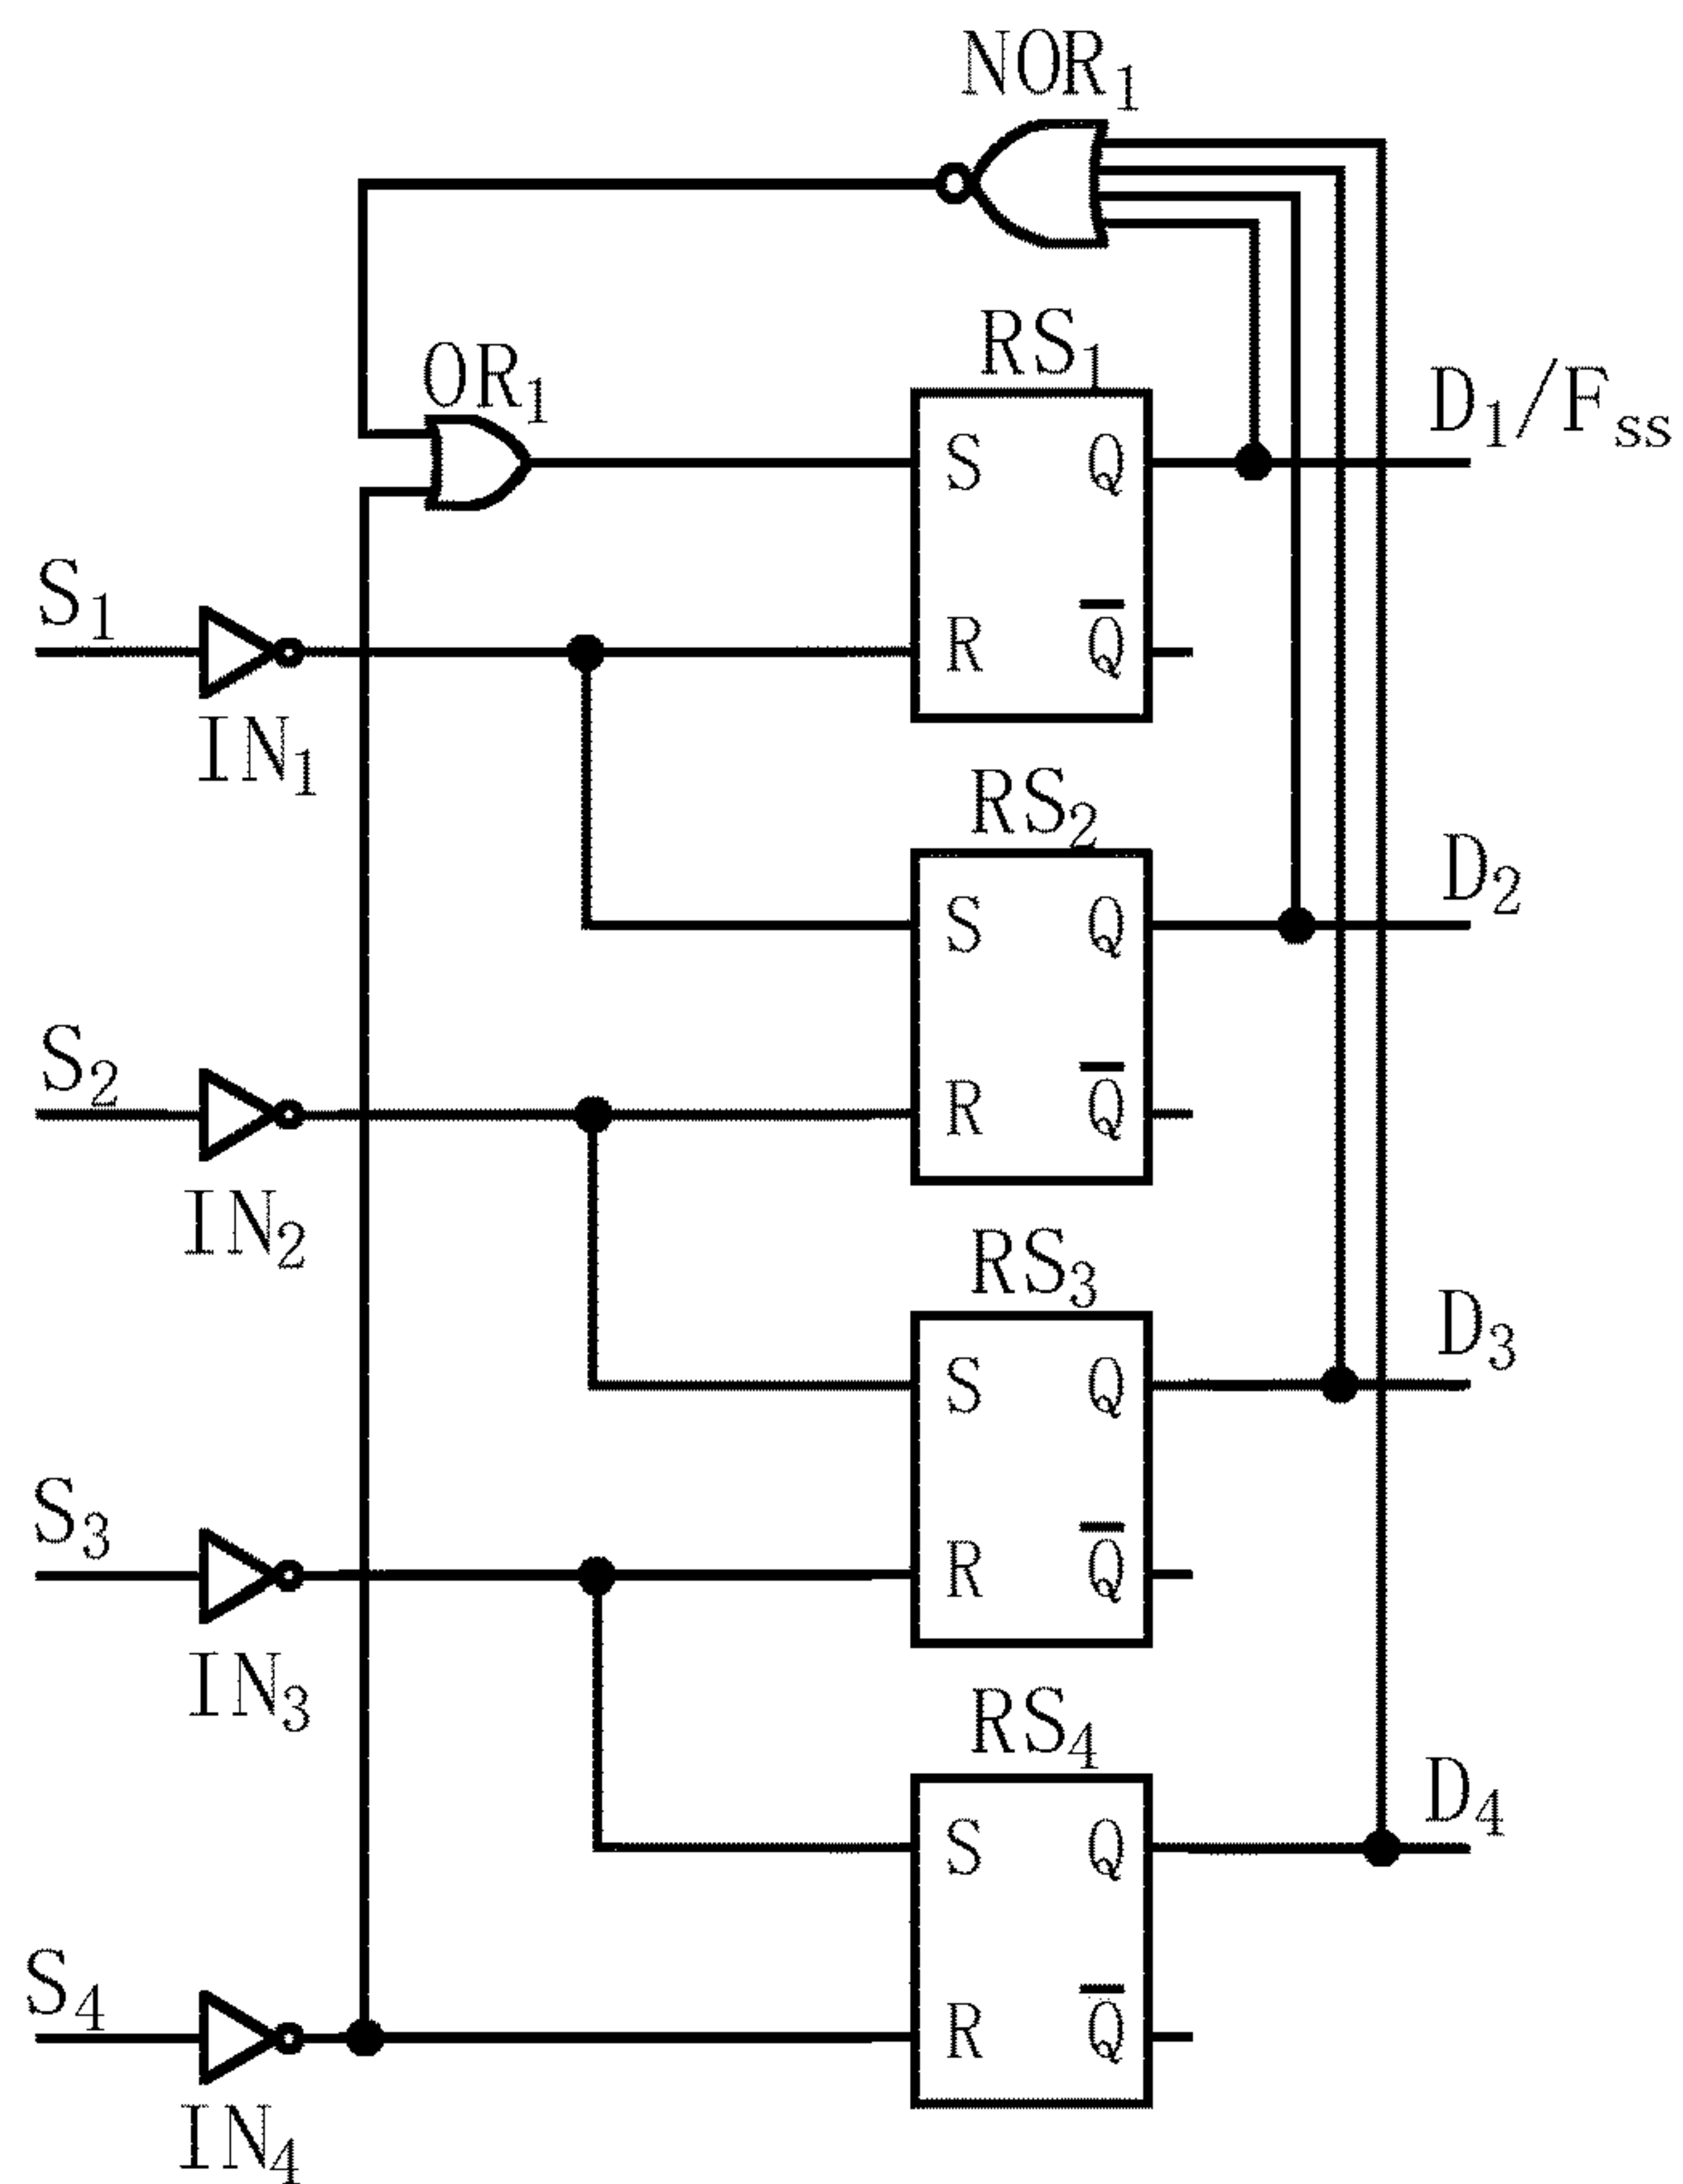 NOR₁
OR₁
RS₁
S Q
R Q̅
D₁/Fₛₛ
S₁
IN₁
RS₂
S Q
R Q̅
D₂
S₂
IN₂
RS₃
S Q
R Q̅
D₃
S₃
IN₃
RS₄
S Q
R Q̅
D₄
S₄
IN₄